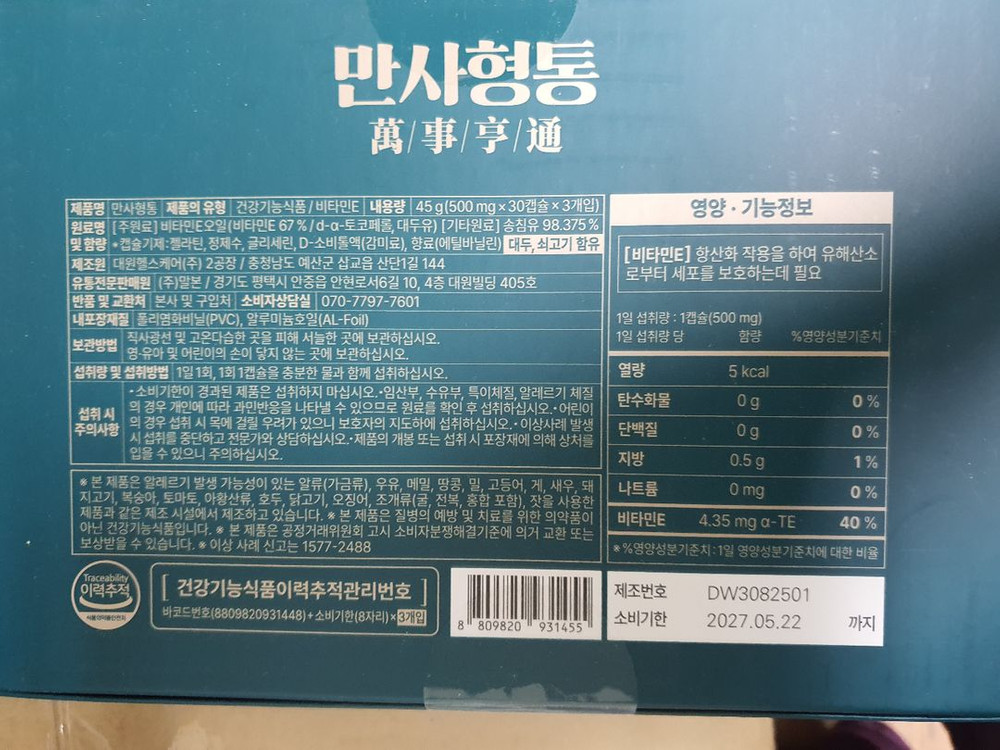 만사형통
萬/事/亨/通
제품명 만사형통 제품의 유형 건강기능식품 / 비타민E 내용량 45 g(500 mg × 30캡슐 × 3개입)
원료명 및 함량 [주원료] 비타민E오일(비타민E 67 % / d-α-토코페롤, 대두유) [기타원료] 송침유 98.375 %
•캡슐기제:젤라틴, 정제수, 글리세린, D-소비톨액(감미료), 향료(에틸바닐린) 대두, 쇠고기 함유
제조원 대원헬스케어(주) 2공장 / 충청남도 예산군 삽교읍 산단1길 144
유통전문판매원 (주)말본 / 경기도 평택시 안중읍 안현로서6길 10, 4층 대원빌딩 405호
반품 및 교환처 본사 및 구입처 소비자상담실 070-7797-7601
내포장재질 폴리염화비닐(PVC), 알루미늄호일(AL-Foil)
보관방법 직사광선 및 고온다습한 곳을 피해 서늘한 곳에 보관하십시오.
영·유아 및 어린이의 손이 닿지 않는 곳에 보관하십시오.
섭취량 및 섭취방법 1일 1회, 1회 1캡슐을 충분한 물과 함께 섭취하십시오.
섭취 시 주의사항 •소비기한이 경과된 제품은 섭취하지 마십시오.•임산부, 수유부, 특이체질, 알레르기 체질
의 경우 개인에 따라 과민반응을 나타낼 수 있으므로 원료를 확인 후 섭취하십시오.•어린이
의 경우 섭취 시 목에 걸릴 우려가 있으니 보호자의 지도하에 섭취하십시오.•이상사례 발생
시 섭취를 중단하고 전문가와 상담하십시오.•제품의 개봉 또는 섭취 시 포장재에 의해 상처를
입을 수 있으니 주의하십시오.
※ 본 제품은 알레르기 발생 가능성이 있는 알류(가금류), 우유, 메밀, 땅콩, 밀, 고등어, 게, 새우, 돼
지고기, 복숭아, 토마토, 아황산류, 호두, 닭고기, 오징어, 조개류(굴, 전복, 홍합 포함), 잣을 사용한
제품과 같은 제조 시설에서 제조하고 있습니다. ※ 본 제품은 질병의 예방 및 치료를 위한 의약품이
아닌 건강기능식품입니다. ※ 본 제품은 공정거래위원회 고시 소비자분쟁해결기준에 의거 교환 또는
보상받을 수 있습니다. ※ 이상 사례 신고는 1577-2488
Traceability
이력추적
식품의약품안전처
[ 건강기능식품이력추적관리번호 ]
바코드번호(8809820931448)+소비기한(8자리)×3개입
8 809820 931455
영양 · 기능정보
[비타민E] 항산화 작용을 하여 유해산소
로부터 세포를 보호하는데 필요
1일 섭취량 : 1캡슐(500 mg)
1일 섭취량 당 함량 %영양성분기준치
열량 5 kcal
탄수화물 0 g 0 %
단백질 0 g 0 %
지방 0.5 g 1 %
나트륨 0 mg 0 %
비타민E 4.35 mg α-TE 40 %
※%영양성분기준치 : 1일 영양성분기준치에 대한 비율
제조번호 DW3082501
소비기한 2027.05.22 까지